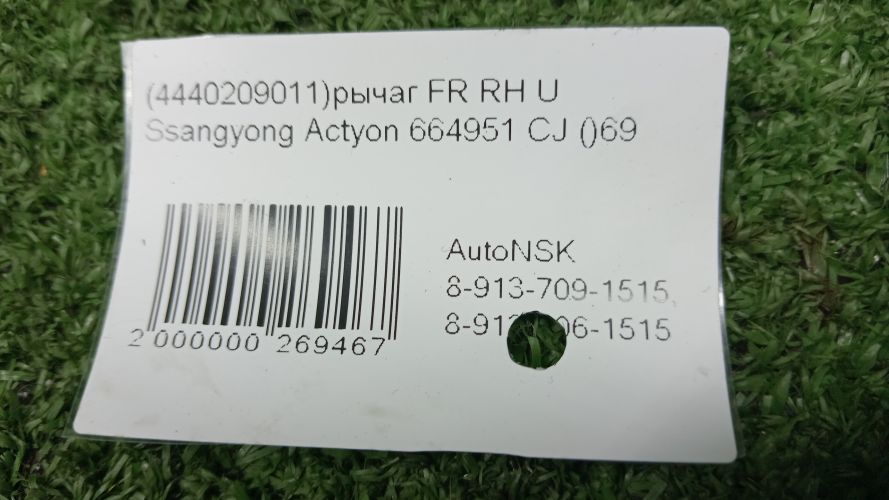 (4440209011)рычаг FR RH U
Ssangyong Actyon 664951 CJ ()69
AutoNSK
8-913-709-1515,
06-1515
2 000000 269467